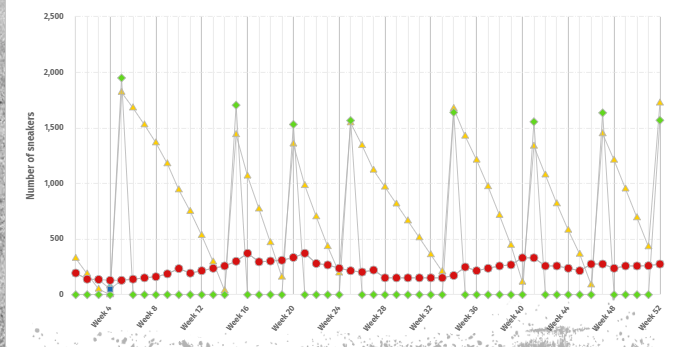 2,500
2,000
1,500
1,000
500
0
Number of sneakers
Week 4
Week 8
Week 12
Week 16
Week 20
Week 24
Week 28
Week 32
Week 36
Week 40
Week 44
Week 48
Week 52